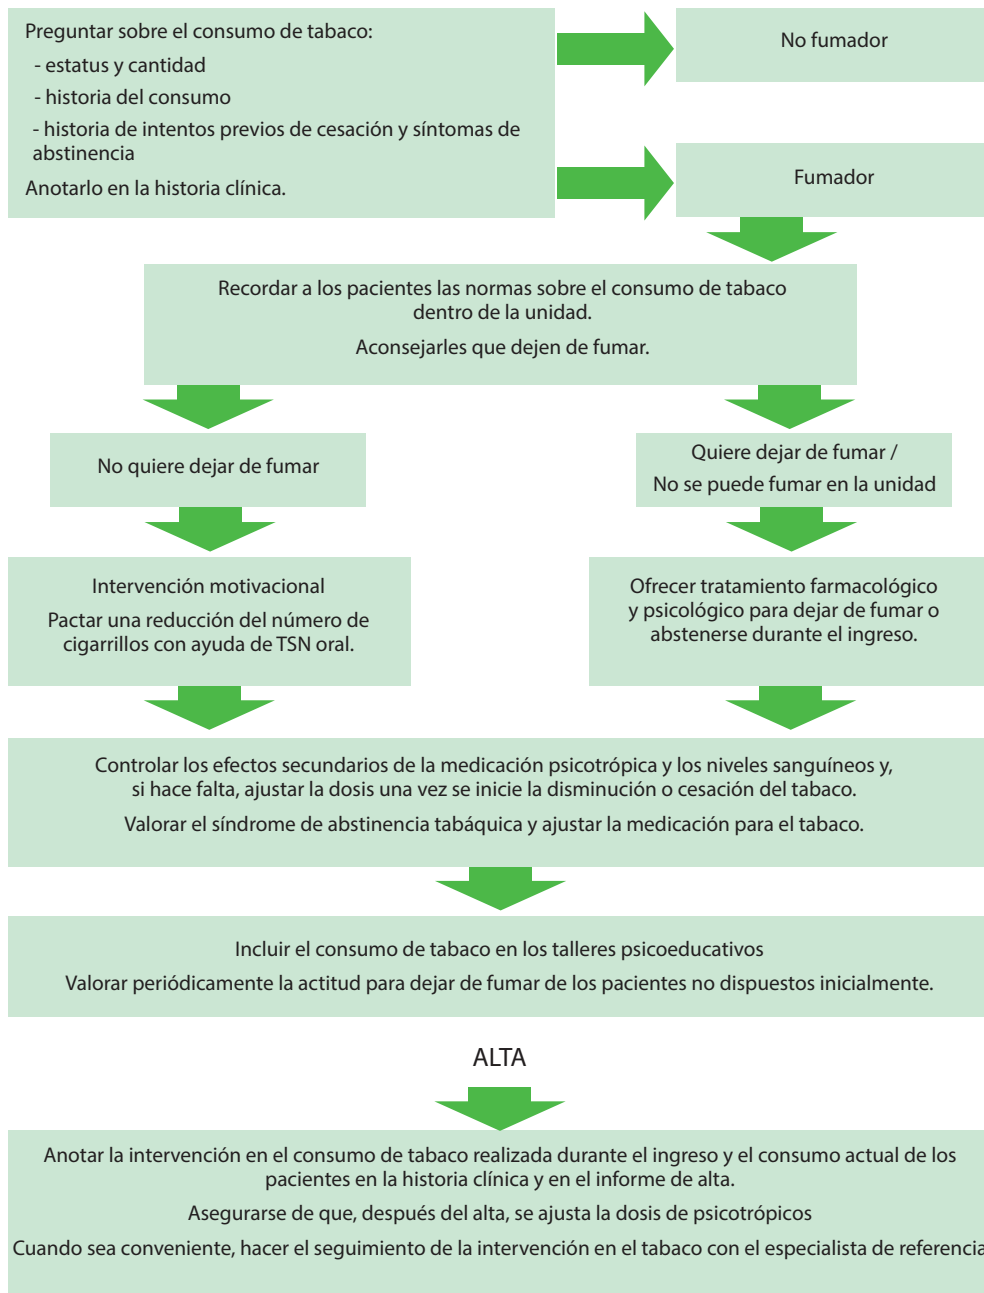 Preguntar sobre el consumo de tabaco:
- estatus y cantidad
- historia del consumo
- historia de intentos previos de cesación y síntomas de
abstinencia
Anotarlo en la historia clínica.
No fumador
Fumador
Recordar a los pacientes las normas sobre el consumo de tabaco
dentro de la unidad.
Aconsejarles que dejen de fumar.
No quiere dejar de fumar
Quiere dejar de fumar /
No se puede fumar en la unidad
Intervención motivacional
Pactar una reducción del número de
cigarrillos con ayuda de TSN oral.
Ofrecer tratamiento farmacológico
y psicológico para dejar de fumar o
abstenerse durante el ingreso.
Controlar los efectos secundarios de la medicación psicotrópica y los niveles sanguíneos y,
si hace falta, ajustar la dosis una vez se inicie la disminución o cesación del tabaco.
Valorar el síndrome de abstinencia tabáquica y ajustar la medicación para el tabaco.
Incluir el consumo de tabaco en los talleres psicoeducativos
Valorar periódicamente la actitud para dejar de fumar de los pacientes no dispuestos inicialmente.
ALTA
Anotar la intervención en el consumo de tabaco realizada durante el ingreso y el consumo actual de los
pacientes en la historia clínica y en el informe de alta.
Asegurarse de que, después del alta, se ajusta la dosis de psicotrópicos
Cuando sea conveniente, hacer el seguimiento de la intervención en el tabaco con el especialista de referencia